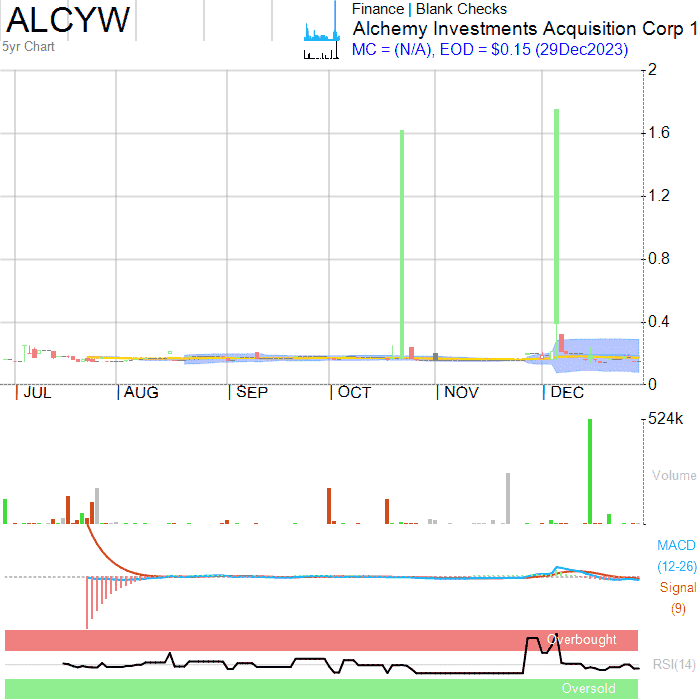 ALCYW
5yr Chart
Finance | Blank Checks
Alchemy Investments Acquisition Corp 1
MC = (N/A), EOD = $0.15 (29Dec2023)
2
1.6
1.2
0.8
0.4
0
JUL
AUG
SEP
OCT
NOV
DEC
524k
Volume
MACD
(12-26)
Signal
(9)
Overbought
RSI(14)
Oversold